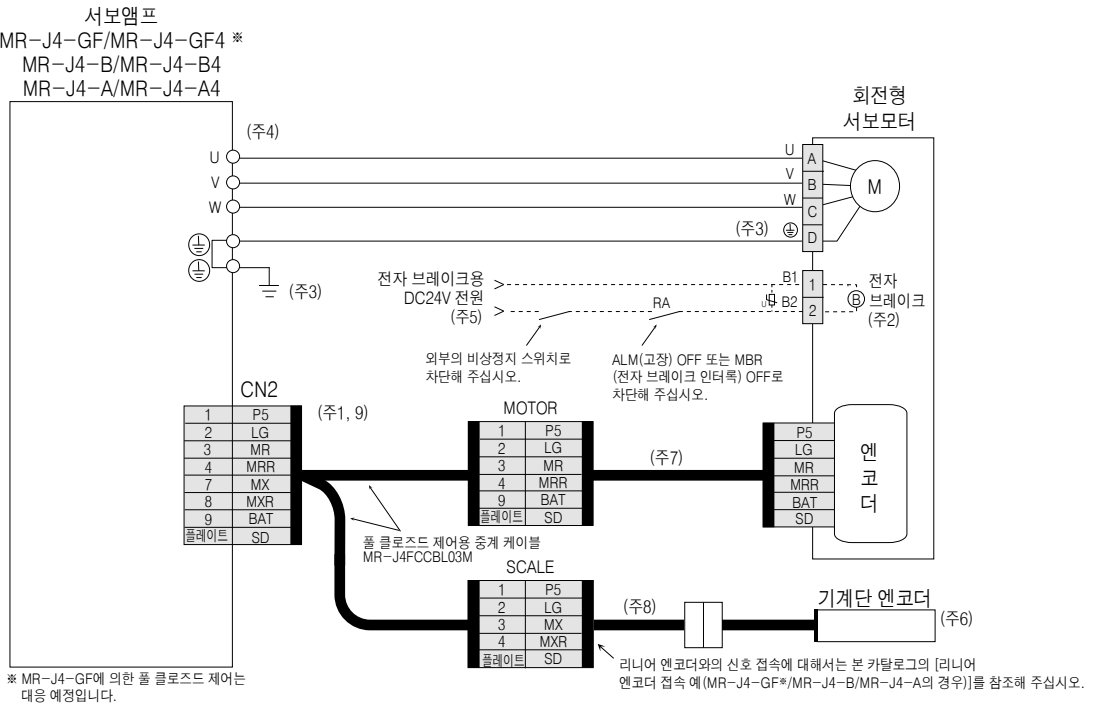 서보앰프
MR-J4-GF/MR-J4-GF4 ※
MR-J4-B/MR-J4-B4
MR-J4-A/MR-J4-A4
회전형
서보모터
(주4)
U
V
W
U
V
W
A
B
C
D
M
(주3)
(주3)
전자 브레이크용
DC24V 전원
(주5)
RA
B1
U
B2
1
2
B
전자
브레이크
(주2)
외부의 비상정지 스위치로
차단해 주십시오.
ALM(고장) OFF 또는 MBR
(전자 브레이크 인터록) OFF로
차단해 주십시오.
CN2
(주1, 9)
1 P5
2 LG
3 MR
4 MRR
7 MX
8 MXR
9 BAT
플레이트 SD
MOTOR
1 P5
2 LG
3 MR
4 MRR
9 BAT
플레이트 SD
(주7)
P5
LG
MR
MRR
BAT
SD
엔
코
더
풀 클로즈드 제어용 중계 케이블
MR-J4FCCBL03M
SCALE
1 P5
2 LG
3 MX
4 MXR
플레이트 SD
(주8)
기계단 엔코더
(주6)
리니어 엔코더와의 신호 접속에 대해서는 본 카탈로그의 [리니어
엔코더 접속 예(MR-J4-GF※/MR-J4-B/MR-J4-A의 경우)]를 참조해 주십시오.
※ MR-J4-GF에 의한 풀 클로즈드 제어는
대응 예정입니다.